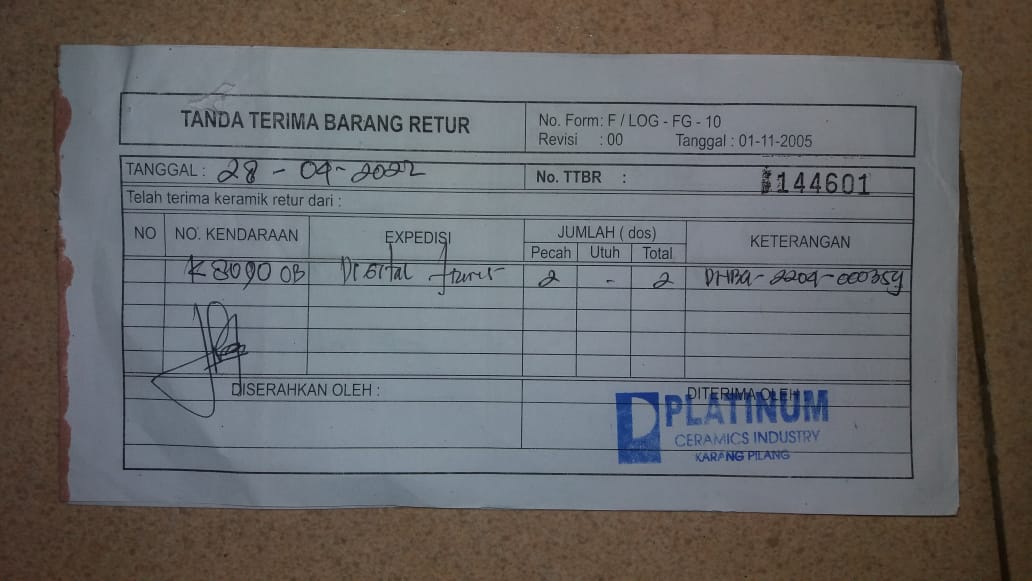 TANDA TERIMA BARANG RETUR
No. Form: F / LOG - FG - 10
Revisi : 00 Tanggal : 01-11-2005
TANGGAL : 28 - 09 - 2022
No. TTBR : 144601
Telah terima keramik retur dari :
NO NO. KENDARAAN EXPEDISI JUMLAH ( dos) KETERANGAN
Pecah Utuh Total
K 8090 OB Digital 2 - 2 DHBA - 2209 - 000359
DISERAHKAN OLEH : DITERIMA OLEH
PLATINUM
CERAMICS INDUSTRY
KARANG PILANG